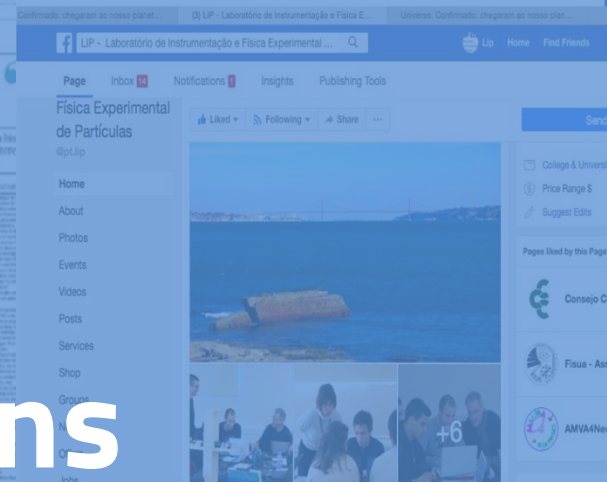 Confirmado: chegaram ao nosso planet...
(3) LIP - Laboratório de Instrumentação e Física E...
Universo. Confirmado: chegaram ao nosso plan...
LIP - Laboratório de Instrumentação e Física Experimental ...
Lip Home Find Friends
Page Inbox 14 Notifications 1 Insights Publishing Tools
Física Experimental
de Partículas
@pt.lip
Liked Following Share ...
Send
Home
About
Photos
Events
Videos
Posts
Services
Shop
Groups
Jobs
College & Universi
Price Range $
Suggest Edits
Pages liked by this Page
Consejo C
Fisua - Ass
AMVA4New
+6
ns